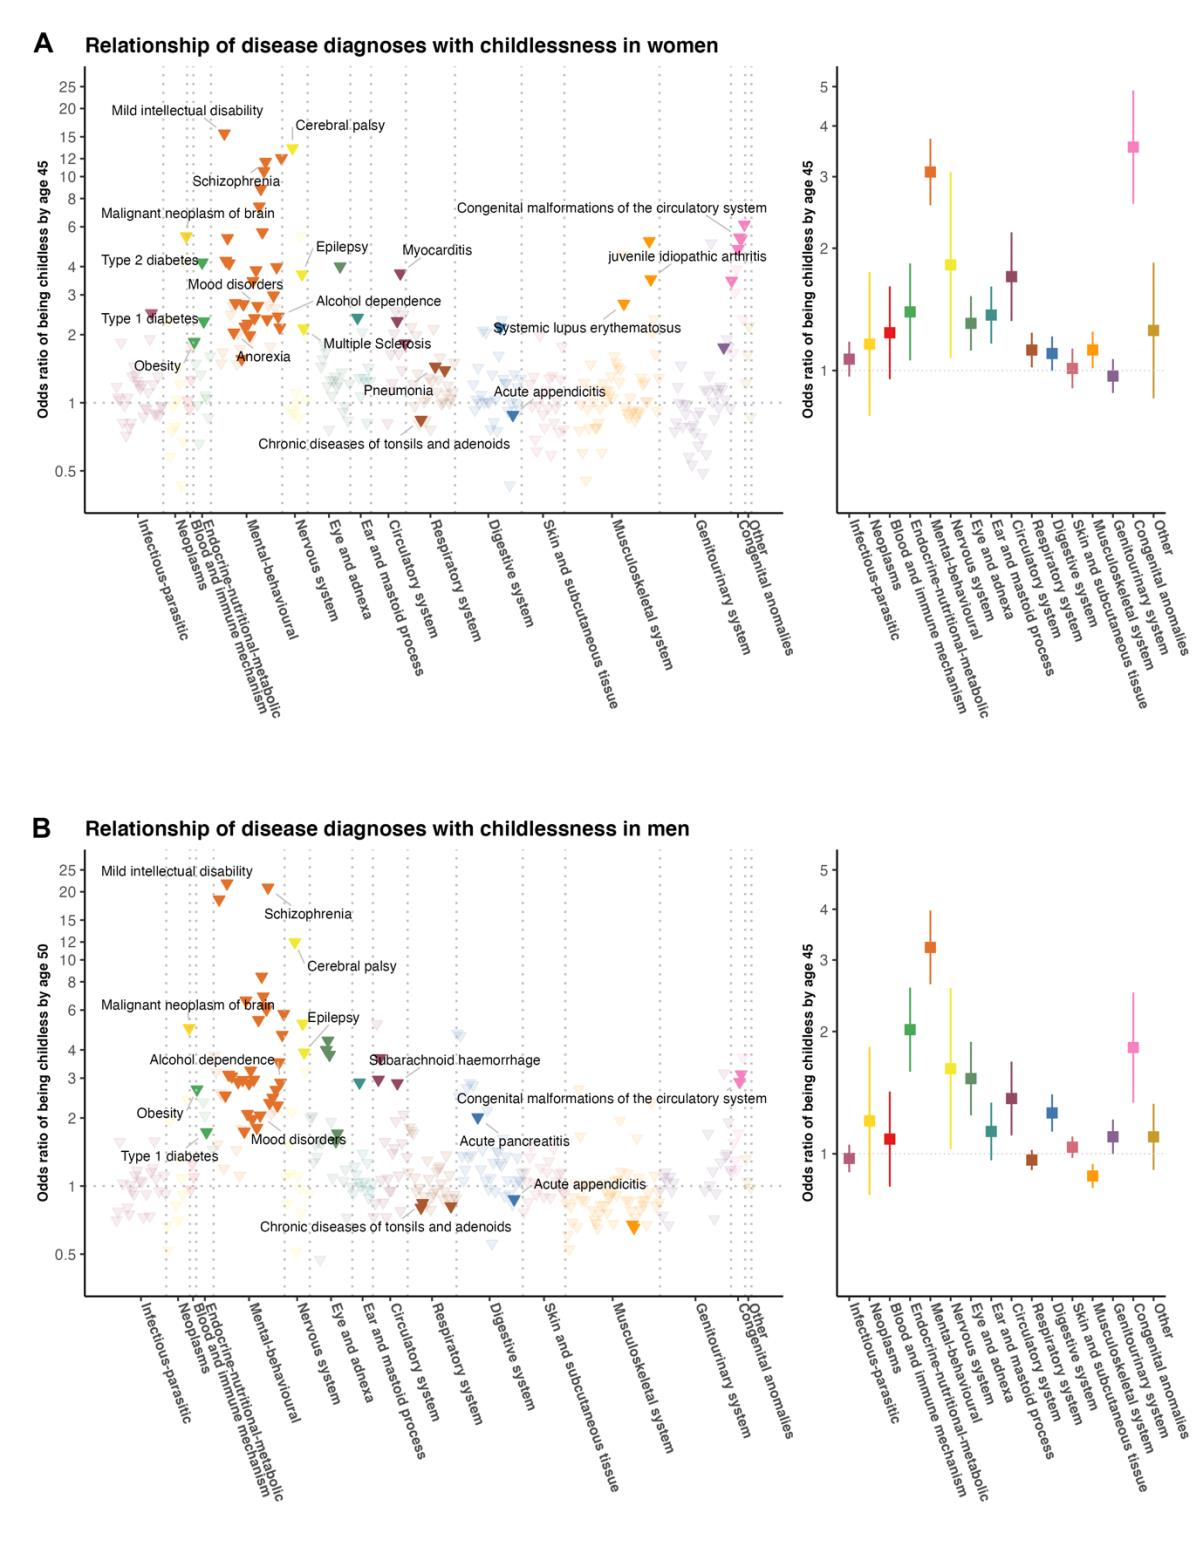 A
Relationship of disease diagnoses with childlessness in women
Odds ratio of being childless by age 45
25
20
15
12
10
8
6
4
3
2
1
0.5
Mild intellectual disability
Cerebral palsy
Schizophrenia
Malignant neoplasm of brain
Congenital malformations of the circulatory system
Epilepsy
Myocarditis
Type 2 diabetes
juvenile idiopathic arthritis
Mood disorders
Alcohol dependence
Type 1 diabetes
Systemic lupus erythematosus
Multiple Sclerosis
Anorexia
Obesity
Pneumonia
Acute appendicitis
Chronic diseases of tonsils and adenoids
Infectious-parasitic
Neoplasms
Blood and immune mechanism
Endocrine-nutritional-metabolic
Mental-behavioural
Nervous system
Eye and adnexa
Ear and mastoid process
Circulatory system
Respiratory system
Digestive system
Skin and subcutaneous tissue
Musculoskeletal system
Genitourinary system
Congenital anomalies
Other
Odds ratio of being childless by age 45
5
4
3
2
1
Infectious-parasitic
Neoplasms
Blood and immune mechanism
Endocrine-nutritional-metabolic
Mental-behavioural
Nervous system
Eye and adnexa
Ear and mastoid process
Circulatory system
Respiratory system
Digestive system
Skin and subcutaneous tissue
Musculoskeletal system
Genitourinary system
Congenital anomalies
Other
B
Relationship of disease diagnoses with childlessness in men
Odds ratio of being childless by age 50
25
20
15
12
10
8
6
4
3
2
1
0.5
Mild intellectual disability
Schizophrenia
Cerebral palsy
Malignant neoplasm of brain
Epilepsy
Alcohol dependence
Subarachnoid haemorrhage
Congenital malformations of the circulatory system
Obesity
Mood disorders
Acute pancreatitis
Type 1 diabetes
Acute appendicitis
Chronic diseases of tonsils and adenoids
Infectious-parasitic
Neoplasms
Blood and immune mechanism
Endocrine-nutritional-metabolic
Mental-behavioural
Nervous system
Eye and adnexa
Ear and mastoid process
Circulatory system
Respiratory system
Digestive system
Skin and subcutaneous tissue
Musculoskeletal system
Genitourinary system
Congenital anomalies
Other
Odds ratio of being childless by age 45
5
4
3
2
1
Infectious-parasitic
Neoplasms
Blood and immune mechanism
Endocrine-nutritional-metabolic
Mental-behavioural
Nervous system
Eye and adnexa
Ear and mastoid process
Circulatory system
Respiratory system
Digestive system
Skin and subcutaneous tissue
Musculoskeletal system
Genitourinary system
Congenital anomalies
Other